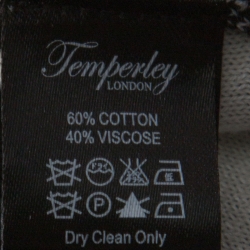 Temperley
LONDON
60% COTTON
40% VISCOSE
P
Dry Clean Only